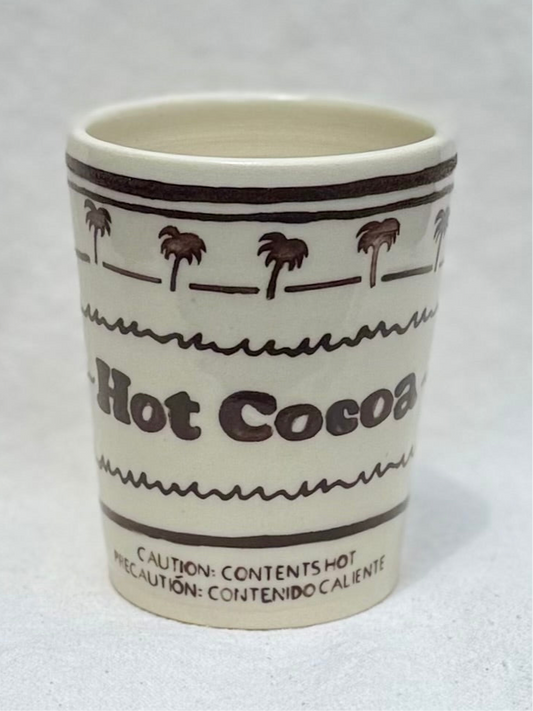 Hot Cocoa
CAUTION: CONTENTS HOT
PRECAUTIÓN: CONTENIDO CALIENTE